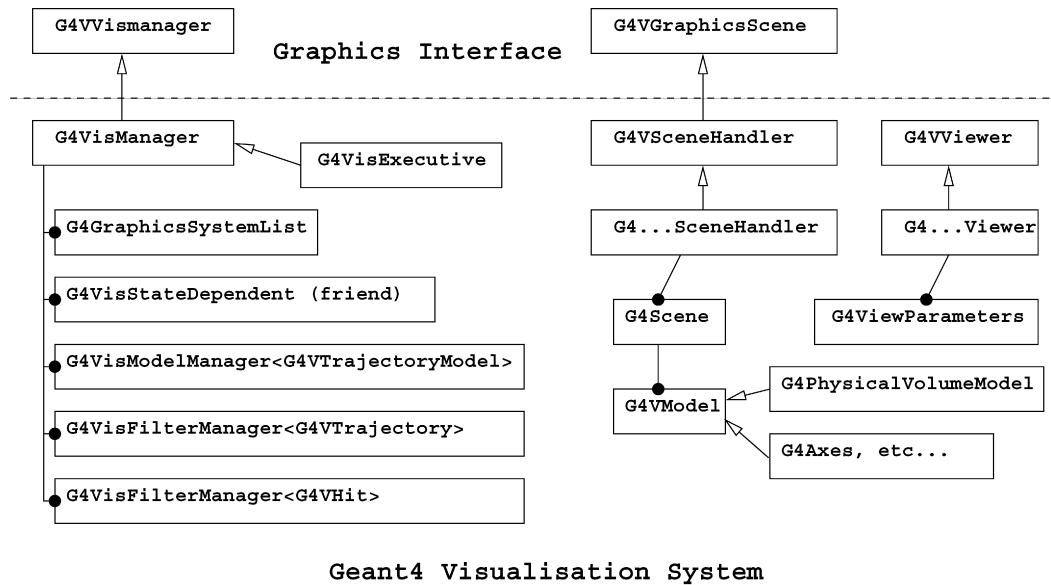 G4VVismanager
G4VGraphicsScene
Graphics Interface
G4VisManager
G4VSceneHandler
G4VViewer
G4VisExecutive
G4GraphicsSystemList
G4...SceneHandler
G4...Viewer
G4VisStateDependent (friend)
G4Scene
G4ViewParameters
G4VisModelManager<G4VTrajectoryModel>
G4PhysicalVolumeModel
G4VModel
G4VisFilterManager<G4VTrajectory>
G4Axes, etc...
G4VisFilterManager<G4VHit>
Geant4 Visualisation System